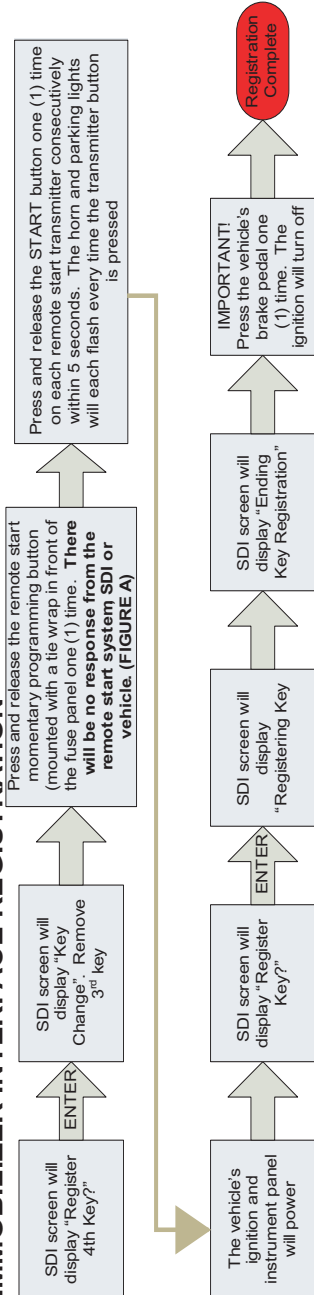 IMMOBILIZER INTERFACE REGISTRATION
SDI screen will
display “Register
4th Key?”
ENTER
SDI screen will
display “Key
Change”. Remove
3rd key
Press and release the remote start
momentary programming button
(mounted with a tie wrap in front of
the fuse panel one (1) time. There
will be no response from the
remote start system SDI or
vehicle. (FIGURE A)
Press and release the START button one (1) time
on each remote start transmitter consecutively
within 5 seconds. The horn and parking lights
will each flash every time the transmitter button
is pressed
The vehicle’s
ignition and
instrument panel
will power
SDI screen will
display “Register
Key?”
ENTER
SDI screen will
display
“Registering Key
SDI screen will
display “Ending
Key Registration”
IMPORTANT!
Press the vehicle’s
brake pedal one
(1) time. The
ignition will turn off
Registration
Complete